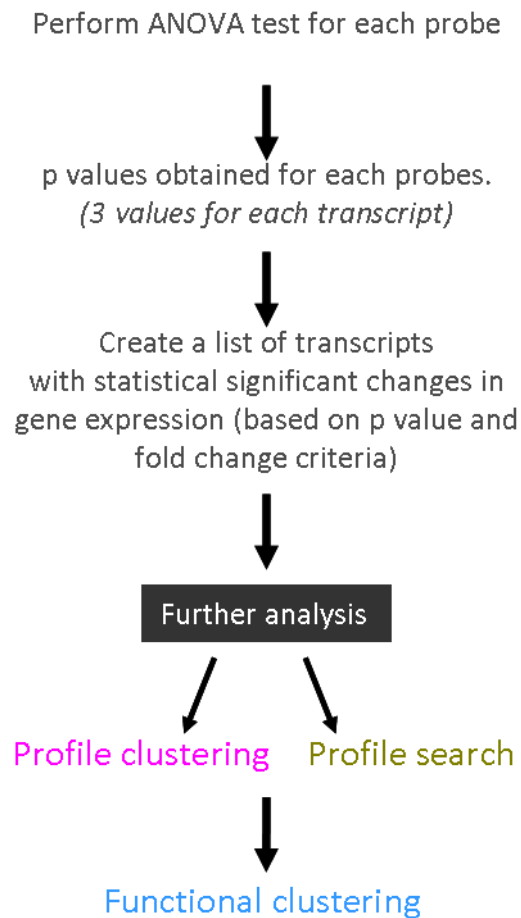 Perform ANOVA test for each probe
p values obtained for each probes.
(3 values for each transcript)
Create a list of transcripts
with statistical significant changes in
gene expression (based on p value and
fold change criteria)
Further analysis
Profile clustering
Profile search
Functional clustering